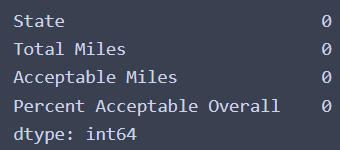 State 0
Total Miles 0
Acceptable Miles 0
Percent Acceptable Overall 0
dtype: int64